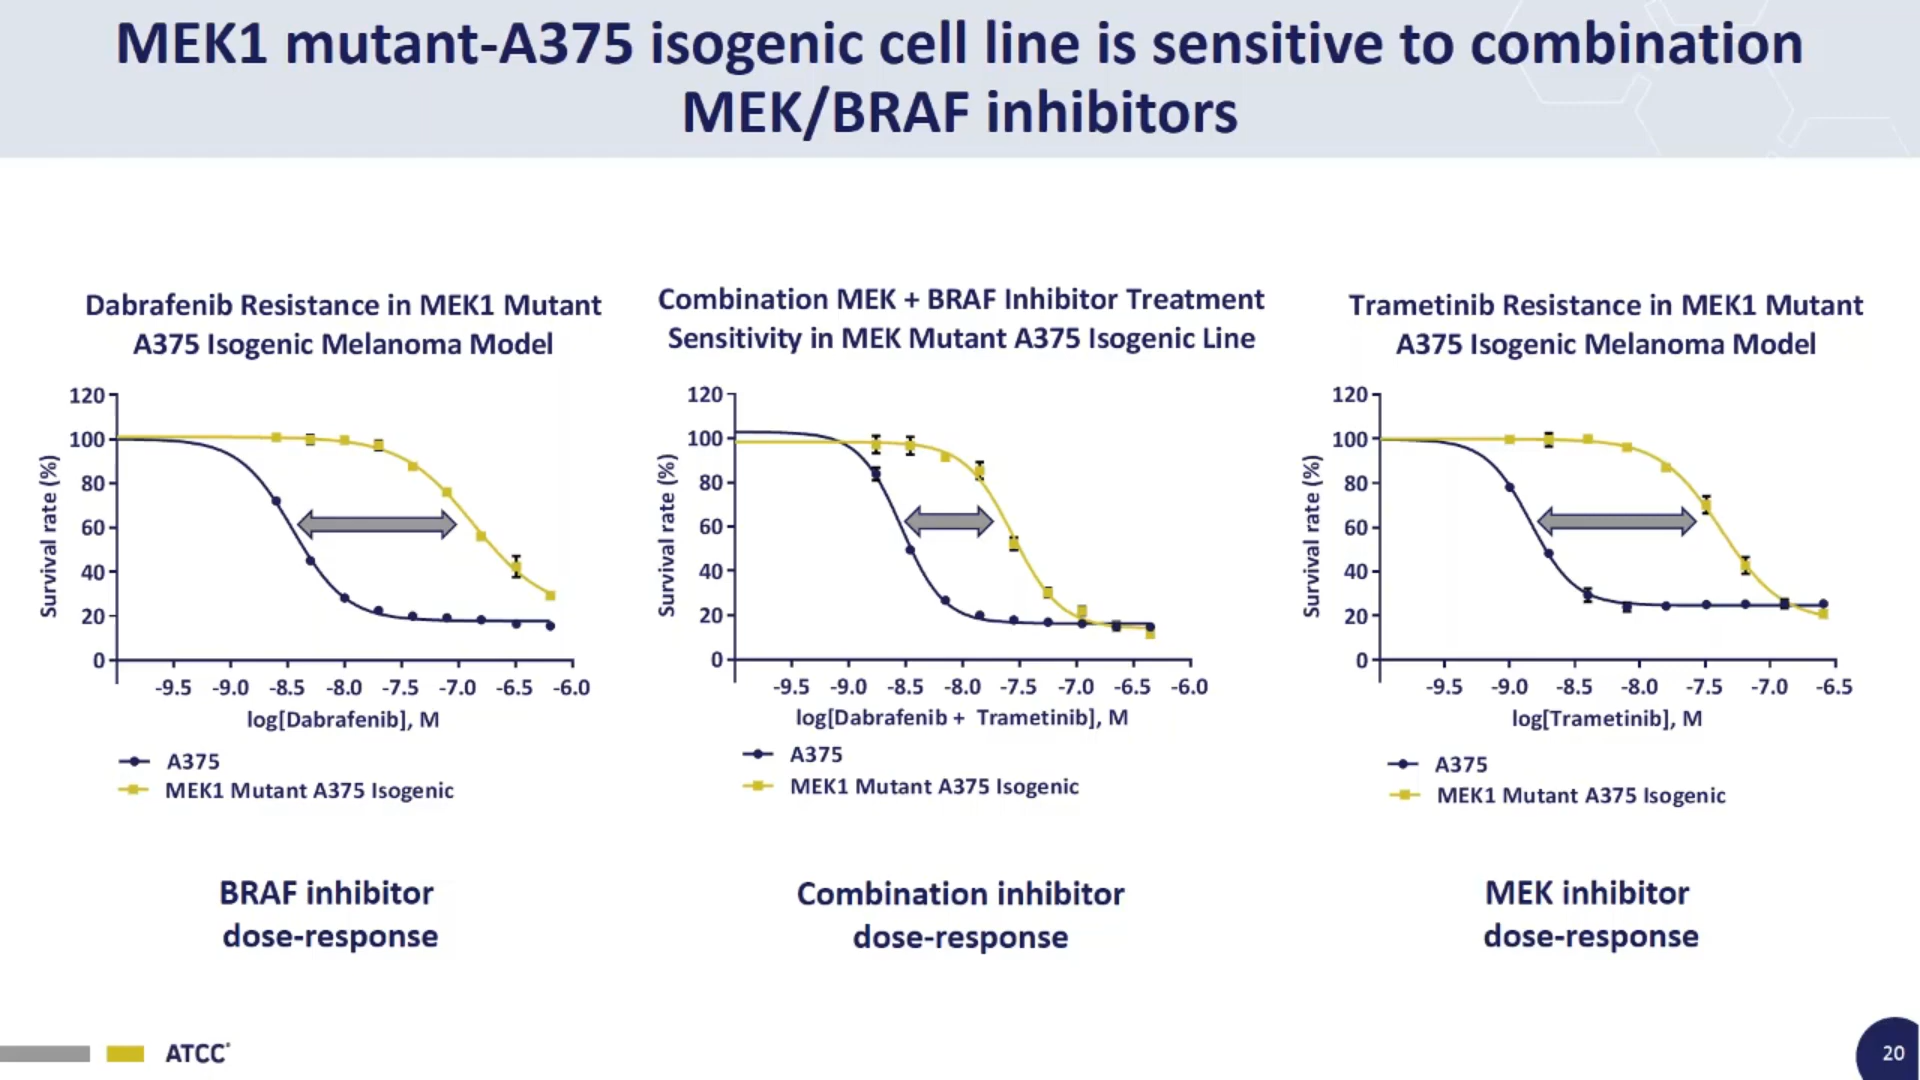 MEK1 mutant-A375 isogenic cell line is sensitive to combination
MEK/BRAF inhibitors
Dabrafenib Resistance in MEK1 Mutant
A375 Isogenic Melanoma Model
120
100
80
60
40
20
0
Survival rate (%)
-9.5 -9.0 -8.5 -8.0 -7.5 -7.0 -6.5 -6.0
log[Dabrafenib], M
A375
MEK1 Mutant A375 Isogenic
BRAF inhibitor
dose-response
Combination MEK + BRAF Inhibitor Treatment
Sensitivity in MEK Mutant A375 Isogenic Line
120
100
80
60
40
20
0
Survival rate (%)
-9.5 -9.0 -8.5 -8.0 -7.5 -7.0 -6.5 -6.0
log[Dabrafenib + Trametinib], M
A375
MEK1 Mutant A375 Isogenic
Combination inhibitor
dose-response
Trametinib Resistance in MEK1 Mutant
A375 Isogenic Melanoma Model
120
100
80
60
40
20
0
Survival rate (%)
-9.5 -9.0 -8.5 -8.0 -7.5 -7.0 -6.5
log[Trametinib], M
A375
MEK1 Mutant A375 Isogenic
MEK inhibitor
dose-response
ATCC
20